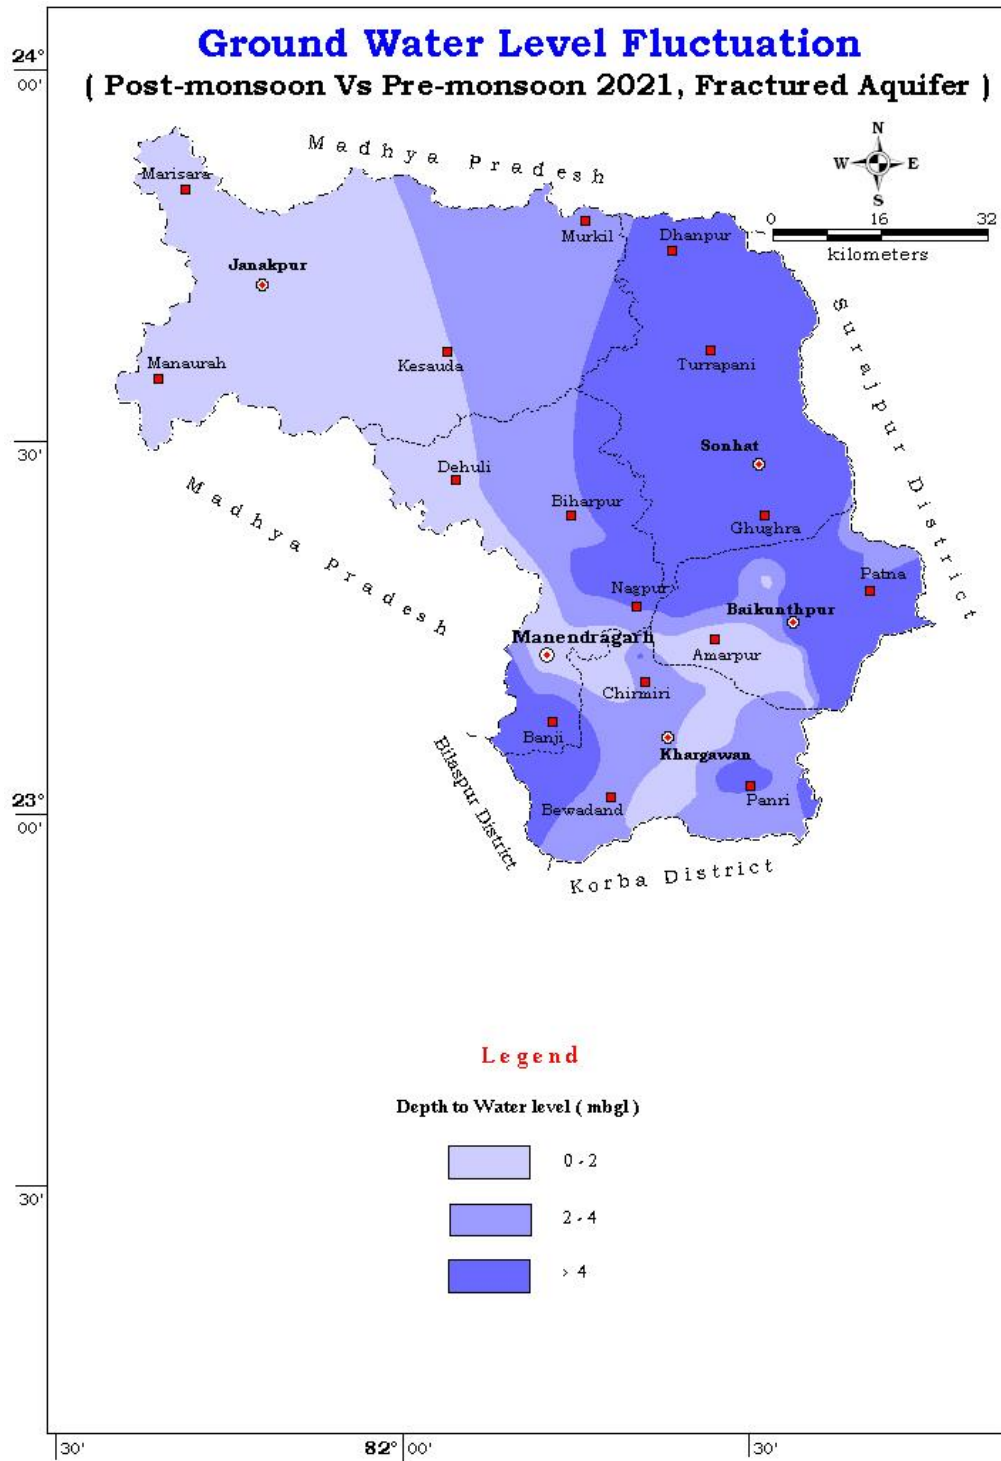 Ground Water Level Fluctuation
( Post-monsoon Vs Pre-monsoon 2021, Fractured Aquifer )
24°
00'
Madhya Pradesh
N
W E
S
0 16 32
kilometers
Marisara
Murkil
Dhanpur
Janakpur
Manaurah
Kesauda
Turrapani
Surajpur District
30'
Sonhat
Dehuli
Madhya Pradesh
Biharpur
Ghughra
Nagpur
Patna
Baikunthpur
Manendragarh
Amarpur
Chirmiri
Banji
Bilaspur District
Khargawan
Bewadand
Panri
23°
00'
Korba District
Legend
Depth to Water level ( mbgl )
0 - 2
2 - 4
> 4
30'
30' 82° 00' 30'